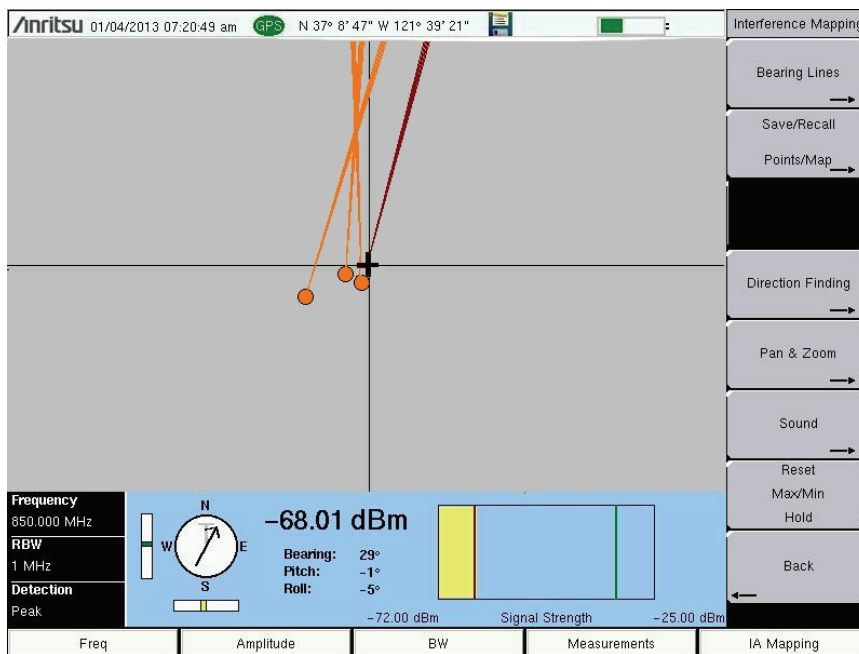 Anritsu 01/04/2013 07:20:49 am GPS N 37° 8' 47" W 121° 39' 21"
Interference Mapping
Bearing Lines
Save/Recall
Points/Map
Direction Finding
Pan & Zoom
Sound
Reset
Max/Min
Hold
Back
Frequency
850.000 MHz
RBW
1 MHz
Detection
Peak
N
W
E
S
-68.01 dBm
Bearing: 29°
Pitch: -1°
Roll: -5°
-72.00 dBm Signal Strength -25.00 dBm
Freq Amplitude BW Measurements IA Mapping